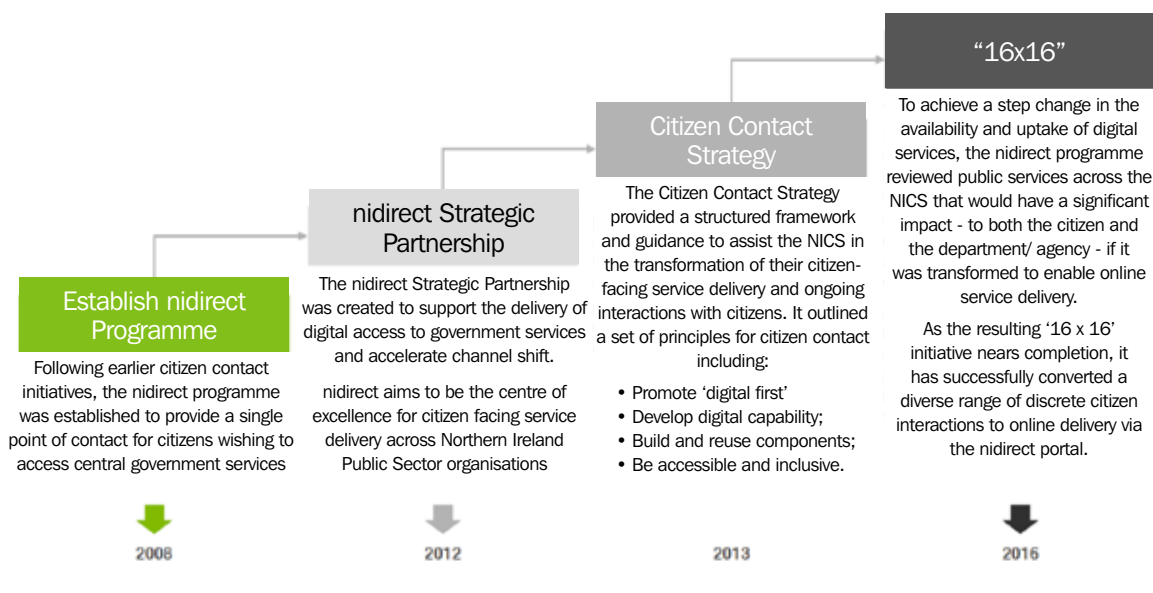 Establish nidirect
Programme
Following earlier citizen contact
initiatives, the nidirect programme
was established to provide a single
point of contact for citizens wishing to
access central government services
2008
nidirect Strategic
Partnership
The nidirect Strategic Partnership
was created to support the delivery of
digital access to government services
and accelerate channel shift.
nidirect aims to be the centre of
excellence for citizen facing service
delivery across Northern Ireland
Public Sector organisations
2012
Citizen Contact
Strategy
The Citizen Contact Strategy
provided a structured framework
and guidance to assist the NICS in
the transformation of their citizen-
facing service delivery and ongoing
interactions with citizens. It outlined
a set of principles for citizen contact
including:
• Promote ‘digital first’
• Develop digital capability;
• Build and reuse components;
• Be accessible and inclusive.
2013
“16x16”
To achieve a step change in the
availability and uptake of digital
services, the nidirect programme
reviewed public services across the
NICS that would have a significant
impact - to both the citizen and
the department/ agency - if it
was transformed to enable online
service delivery.
As the resulting ‘16 x 16’
initiative nears completion, it
has successfully converted a
diverse range of discrete citizen
interactions to online delivery via
the nidirect portal.
2016